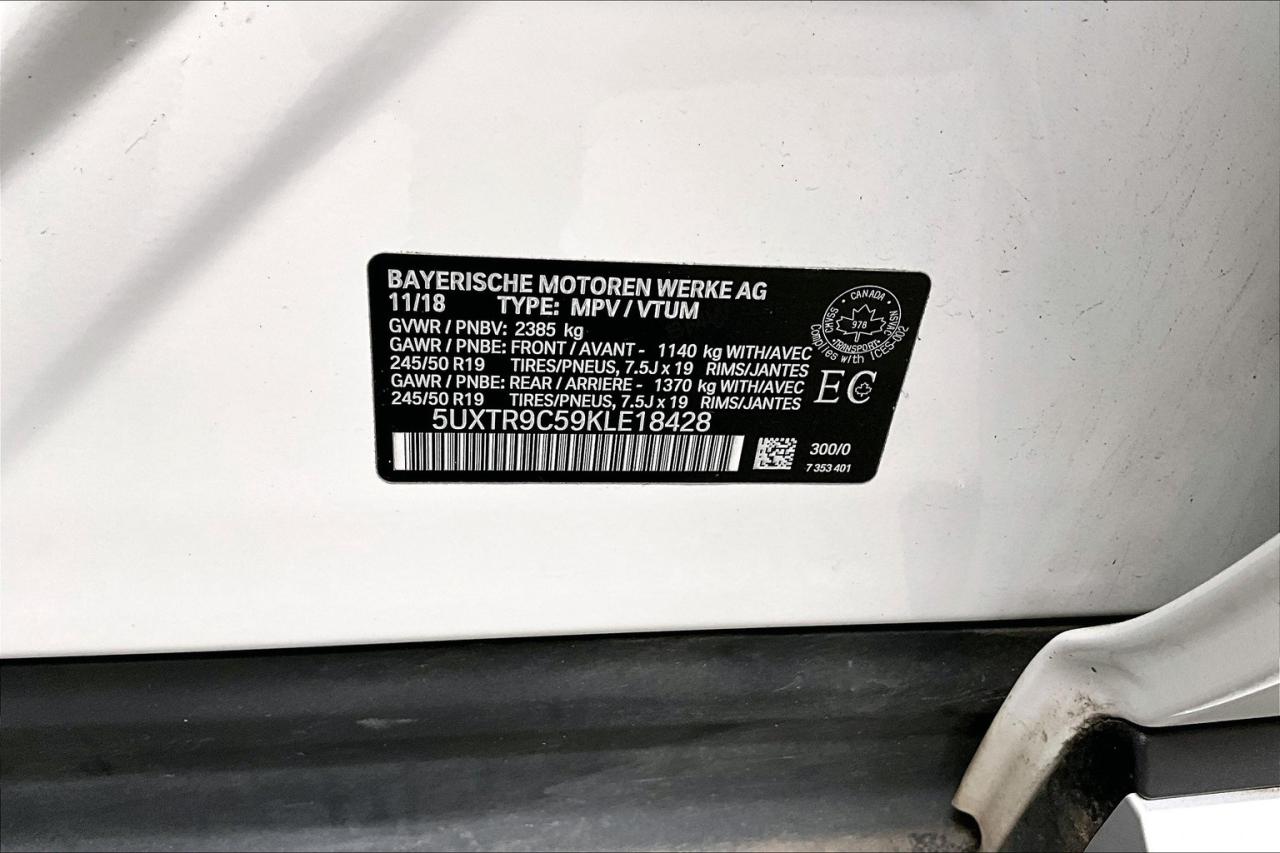 BAYERISCHE MOTOREN WERKE AG
11/18 TYPE: MPV / VTUM
GVWR / PNBV: 2385 kg
GAWR / PNBE: FRONT / AVANT - 1140 kg WITH/AVEC
245/50 R19 TIRES/PNEUS, 7.5J x 19 RIMS/JANTES
GAWR / PNBE: REAR / ARRIERE - 1370 kg WITH/AVEC
245/50 R19 TIRES/PNEUS, 7.5J x 19 RIMS/JANTES
5UXTR9C59KLE18428
CANADA
CMVSS
NSVAC
978
TRANSPORT
Complies with ICES-002
EC
300/0
7 353 401